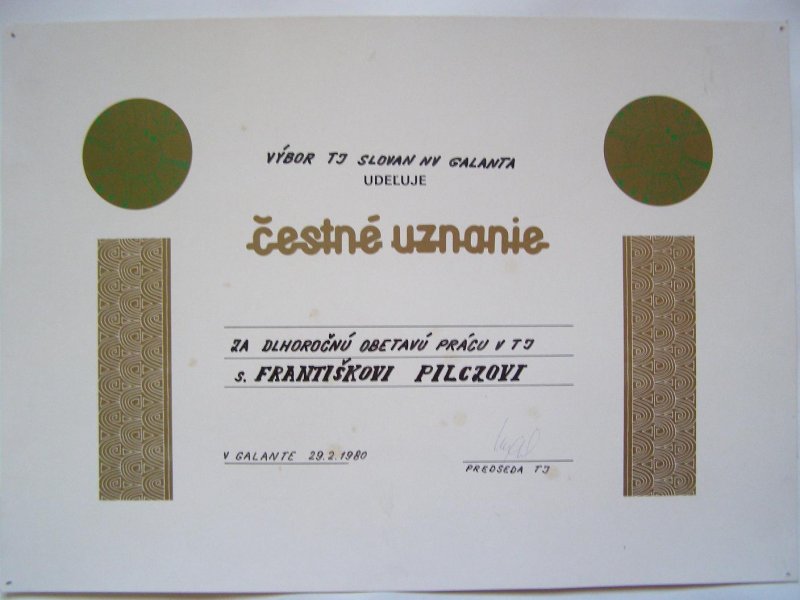 VÝBOR TJ SLOVAN NV GALANTA
UDEĽUJE
čestné uznanie
ZA DLHOROČNÚ OBETAVÚ PRÁCU V TJ
s. FRANTIŠKOVI PILCZOVI
V GALANTE 29.2.1980
PREDSEDA TJ